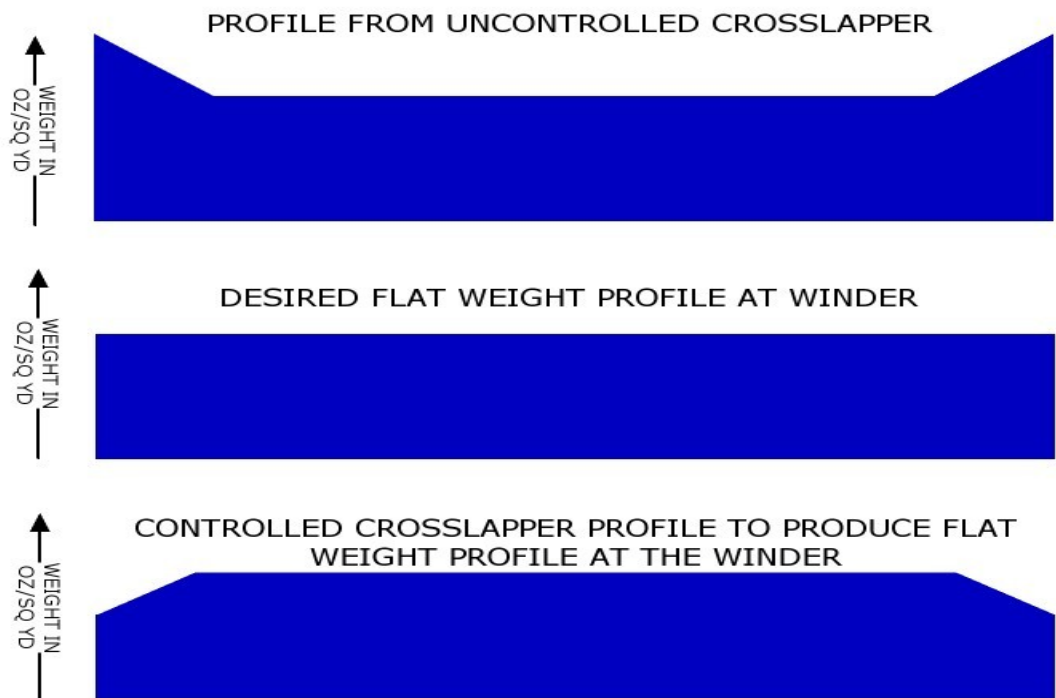 PROFILE FROM UNCONTROLLED CROSSLAPPER
WEIGHT IN
OZ/SQ YD
DESIRED FLAT WEIGHT PROFILE AT WINDER
WEIGHT IN
OZ/SQ YD
CONTROLLED CROSSLAPPER PROFILE TO PRODUCE FLAT
WEIGHT PROFILE AT THE WINDER
WEIGHT IN
OZ/SQ YD